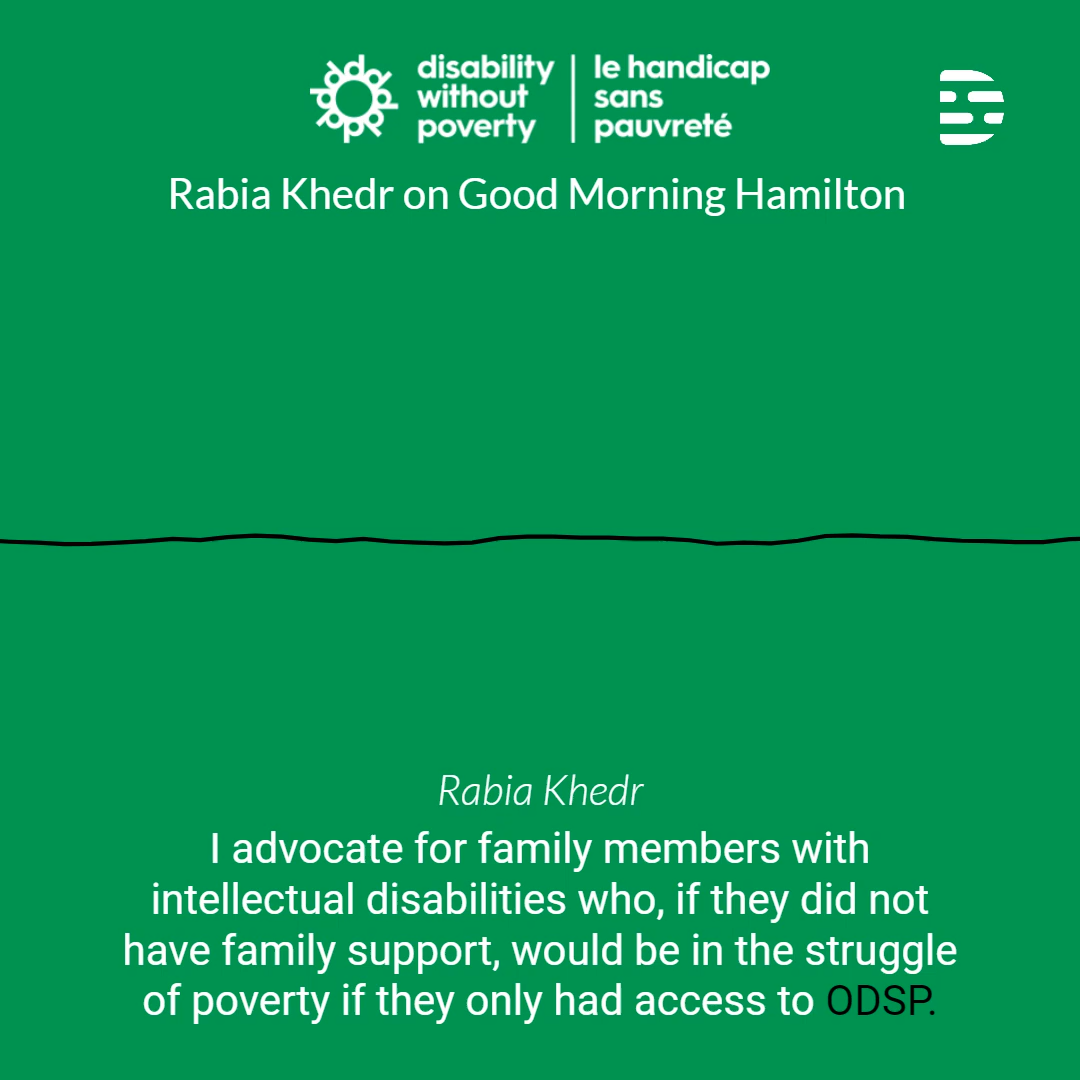 disability
without
poverty
le handicap
sans
pauvreté
Rabia Khedr on Good Morning Hamilton
Rabia Khedr
I advocate for family members with
intellectual disabilities who, if they did not
have family support, would be in the struggle
of poverty if they only had access to ODSP.